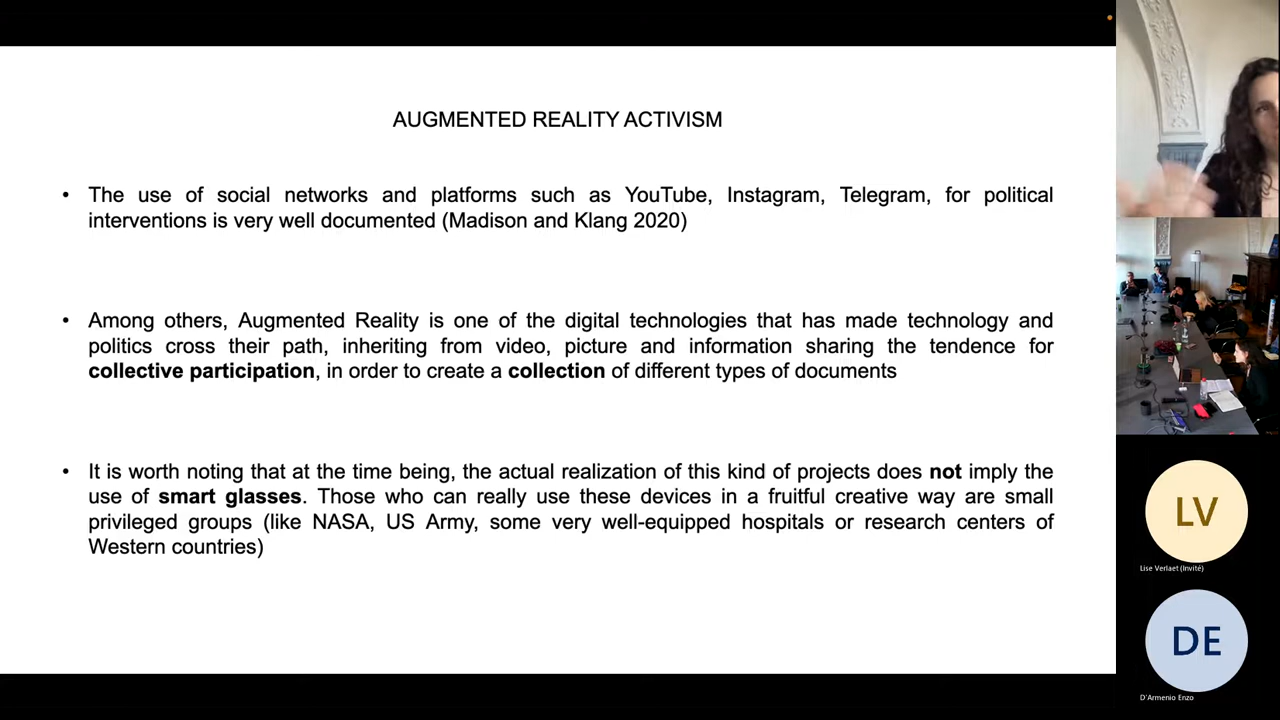 AUGMENTED REALITY ACTIVISM
• The use of social networks and platforms such as YouTube, Instagram, Telegram, for political
interventions is very well documented (Madison and Klang 2020)
• Among others, Augmented Reality is one of the digital technologies that has made technology and
politics cross their path, inheriting from video, picture and information sharing the tendence for
collective participation, in order to create a collection of different types of documents
• It is worth noting that at the time being, the actual realization of this kind of projects does not imply the
use of smart glasses. Those who can really use these devices in a fruitful creative way are small
privileged groups (like NASA, US Army, some very well-equipped hospitals or research centers of
Western countries)
LV
Lise Verlaet (Invité)
DE
D'Armenio Enzo